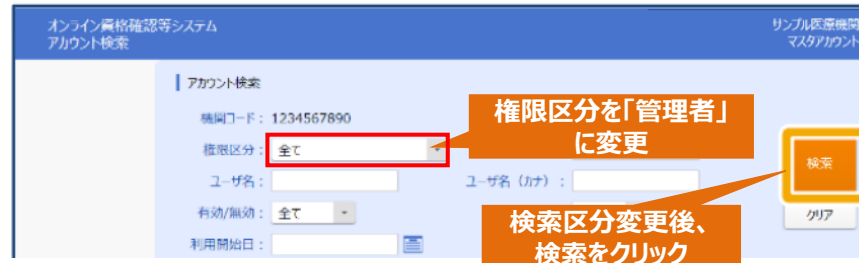 オンライン資格確認等システム
アカウント検索
サンプル医療機関
マスタアカウント
アカウント検索
機関コード： 1234567890
権限区分： 全て
権限区分を「管理者」
に変更
ユーザ名：
ユーザ名（カナ）：
検索
有効/無効： 全て
検索区分変更後、
検索をクリック
クリア
利用開始日：